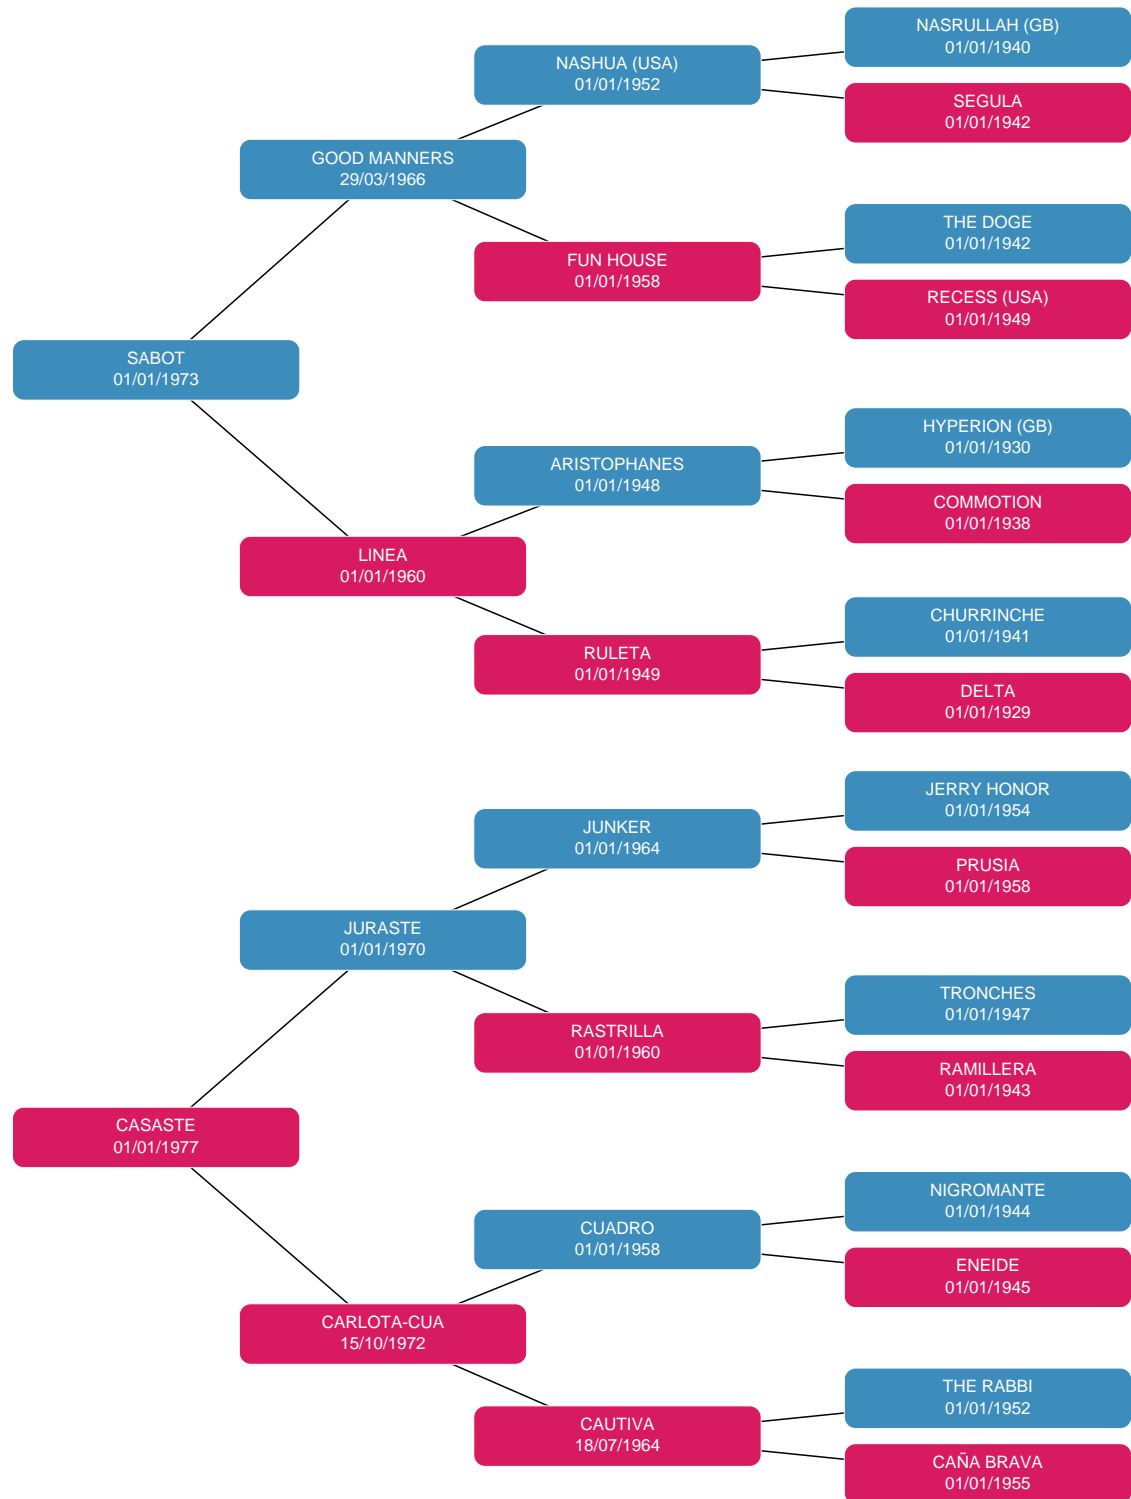 NASRULLAH (GB)
01/01/1940
NASHUA (USA)
01/01/1952
SEGULA
01/01/1942
GOOD MANNERS
29/03/1966
THE DOGE
01/01/1942
FUN HOUSE
01/01/1958
RECESS (USA)
01/01/1949
SABOT
01/01/1973
HYPERION (GB)
01/01/1930
ARISTOPHANES
01/01/1948
COMMOTION
01/01/1938
LINEA
01/01/1960
CHURRINCHE
01/01/1941
RULETA
01/01/1949
DELTA
01/01/1929
JERRY HONOR
01/01/1954
JUNKER
01/01/1964
PRUSIA
01/01/1958
JURASTE
01/01/1970
TRONCHES
01/01/1947
RASTRILLA
01/01/1960
RAMILLERA
01/01/1943
CASASTE
01/01/1977
NIGROMANTE
01/01/1944
CUADRO
01/01/1958
ENEIDE
01/01/1945
CARLOTA-CUA
15/10/1972
THE RABBI
01/01/1952
CAUTIVA
18/07/1964
CAÑA BRAVA
01/01/1955